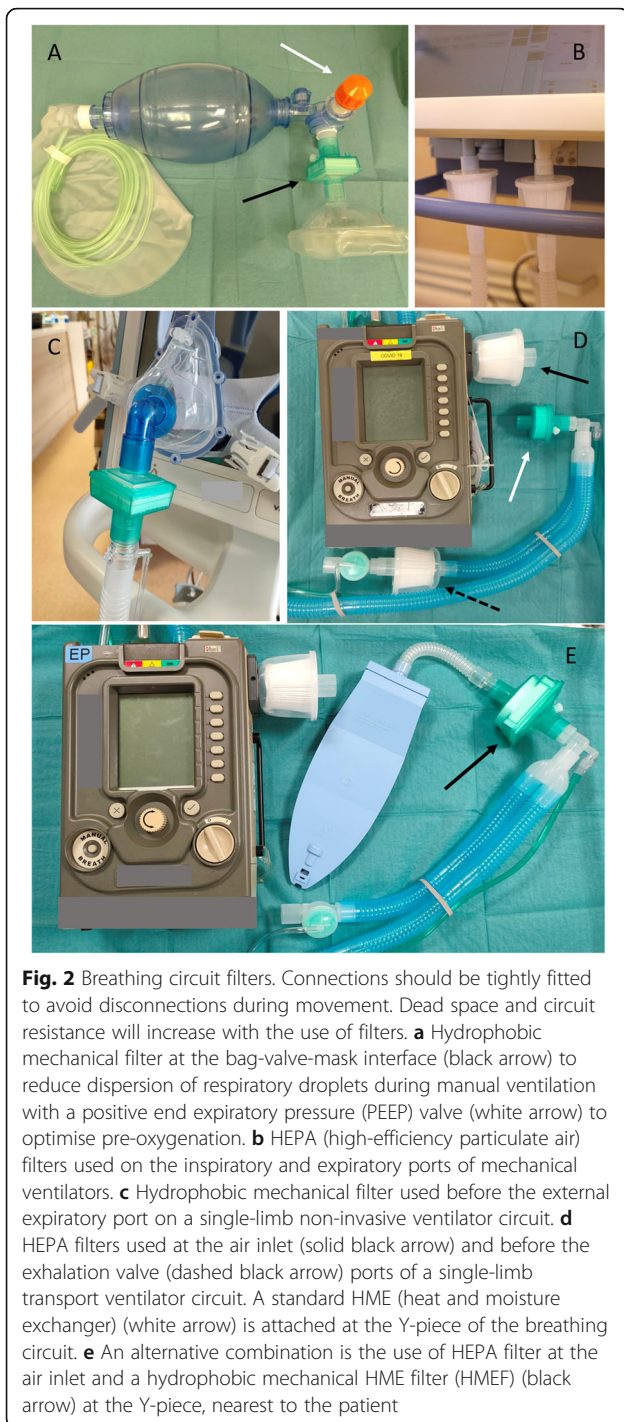 A
B
C
D
COVID 19
MANUAL
BREATH
EP
E
MANUAL
BREATH
Fig. 2 Breathing circuit filters. Connections should be tightly fitted
to avoid disconnections during movement. Dead space and circuit
resistance will increase with the use of filters. a Hydrophobic
mechanical filter at the bag-valve-mask interface (black arrow) to
reduce dispersion of respiratory droplets during manual ventilation
with a positive end expiratory pressure (PEEP) valve (white arrow) to
optimise pre-oxygenation. b HEPA (high-efficiency particulate air)
filters used on the inspiratory and expiratory ports of mechanical
ventilators. c Hydrophobic mechanical filter used before the external
expiratory port on a single-limb non-invasive ventilator circuit. d
HEPA filters used at the air inlet (solid black arrow) and before the
exhalation valve (dashed black arrow) ports of a single-limb
transport ventilator circuit. A standard HME (heat and moisture
exchanger) (white arrow) is attached at the Y-piece of the breathing
circuit. e An alternative combination is the use of HEPA filter at the
air inlet and a hydrophobic mechanical HME filter (HMEF) (black
arrow) at the Y-piece, nearest to the patient